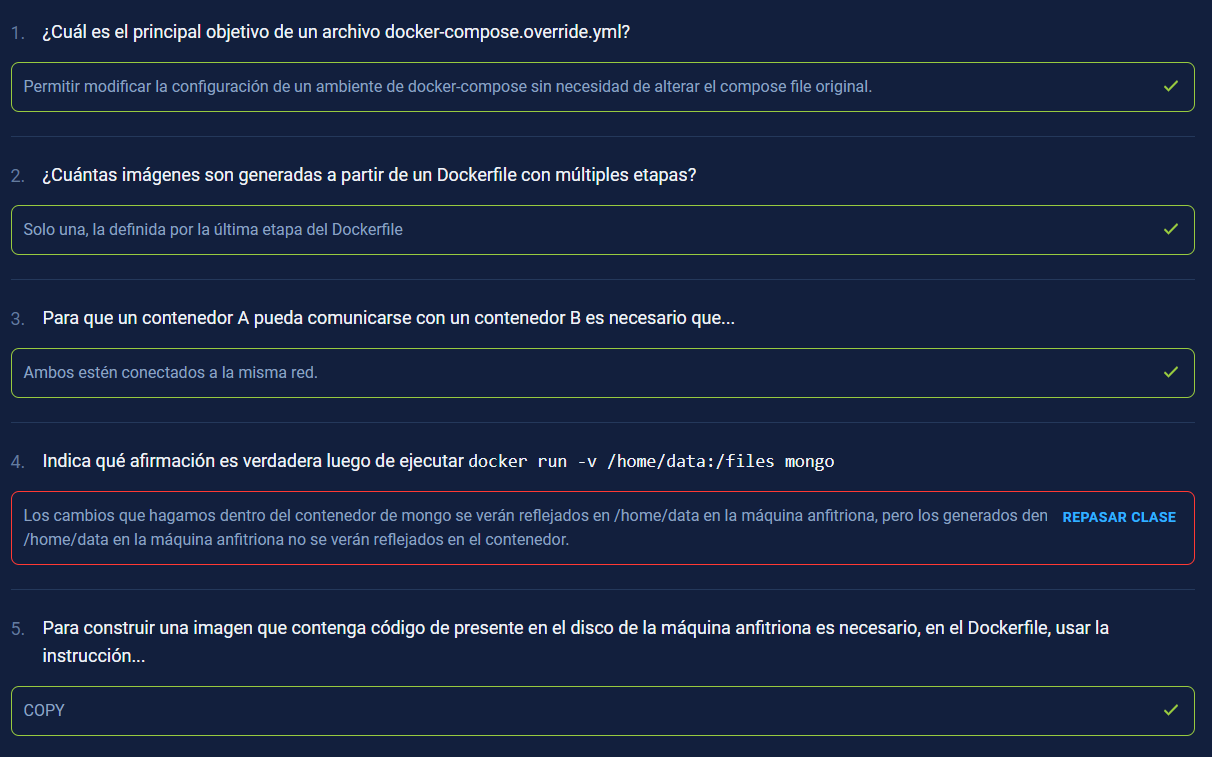 1. ¿Cuál es el principal objetivo de un archivo docker-compose.override.yml?
Permitir modificar la configuración de un ambiente de docker-compose sin necesidad de alterar el compose file original.
2. ¿Cuántas imágenes son generadas a partir de un Dockerfile con múltiples etapas?
Solo una, la definida por la última etapa del Dockerfile
3. Para que un contenedor A pueda comunicarse con un contenedor B es necesario que...
Ambos estén conectados a la misma red.
4. Indica qué afirmación es verdadera luego de ejecutar docker run -v /home/data:/files mongo
Los cambios que hagamos dentro del contenedor de mongo se verán reflejados en /home/data en la máquina anfitriona, pero los generados den REPASAR CLASE
/home/data en la máquina anfitriona no se verán reflejados en el contenedor.
5. Para construir una imagen que contenga código de presente en el disco de la máquina anfitriona es necesario, en el Dockerfile, usar la
instrucción...
COPY